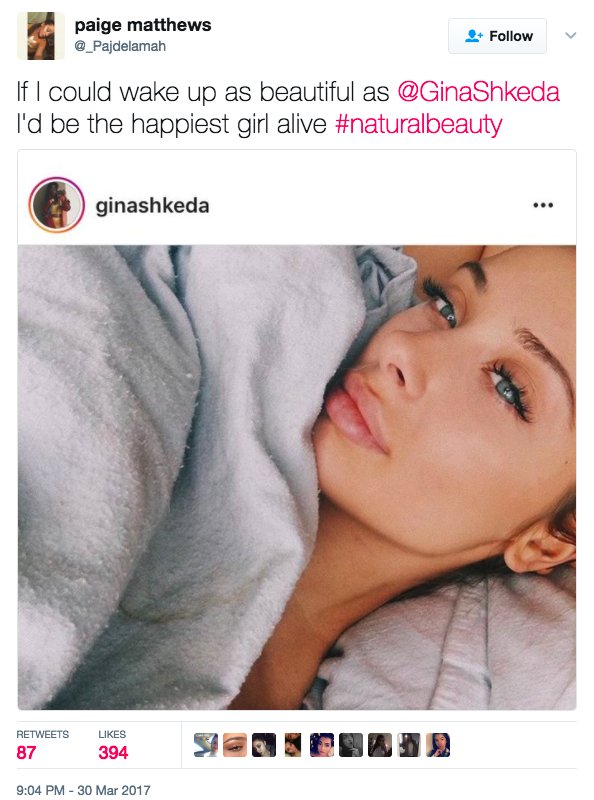 paige matthews
@_Pajdelamah
Follow
If I could wake up as beautiful as @GinaShkeda
I'd be the happiest girl alive #naturalbeauty
ginashkeda
RETWEETS
87
LIKES
394
9:04 PM - 30 Mar 2017